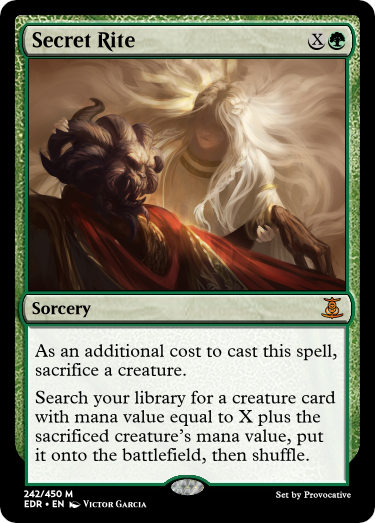 Secret Rite X
Sorcery
As an additional cost to cast this spell,
sacrifice a creature.
Search your library for a creature card
with mana value equal to X plus the
sacrificed creature's mana value, put
it onto the battlefield, then shuffle.
242/450 M
EDR • EN Victor Garcia Set by Provocative